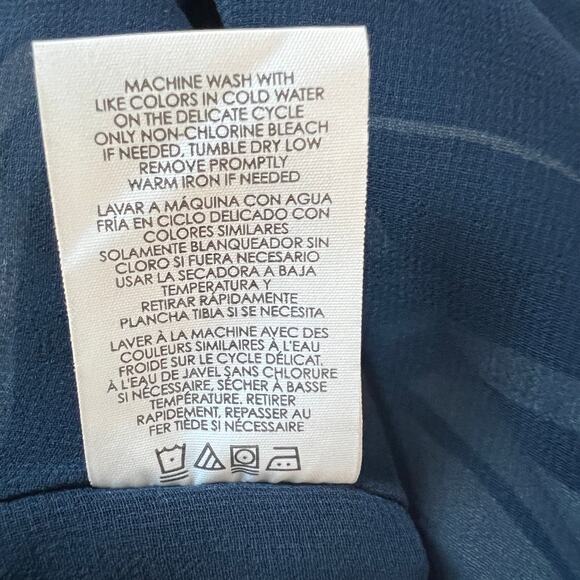 MACHINE WASH WITH
LIKE COLORS IN COLD WATER
ON THE DELICATE CYCLE
ONLY NON-CHLORINE BLEACH
IF NEEDED, TUMBLE DRY LOW
REMOVE PROMPTLY
WARM IRON IF NEEDED
LAVAR A MÁQUINA CON AGUA
FRÍA EN CICLO DELICADO CON
COLORES SIMILARES
SOLAMENTE BLANQUEADOR SIN
CLORO SI FUERA NECESARIO
USAR LA SECADORA A BAJA
TEMPERATURA Y
RETIRAR RÁPIDAMENTE
PLANCHA TIBIA SI SE NECESITA
LAVER À LA MACHINE AVEC DES
COULEURS SIMILAIRES À L'EAU
FROIDE SUR LE CYCLE DÉLICAT.
À L'EAU DE JAVEL SANS CHLORURE
SI NÉCESSAIRE, SÉCHER À BASSE
TEMPÉRATURE. RETIRER
RAPIDEMENT, REPASSER AU
FER TIÈDE SI NÉCESSAIRE